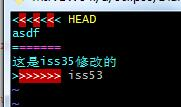 <<<<<<< HEAD
asdf
=======
这是iss35修改的
>>>>>>> iss53
~
~